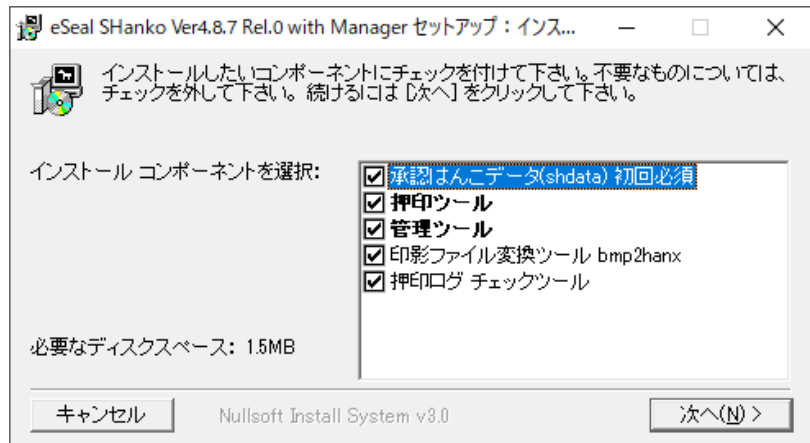 eSeal SHanko Ver4.8.7 Rel.0 with Manager セットアップ：インス...
インストールしたいコンポーネントにチェックを付けて下さい。不要なものについては、
チェックを外して下さい。続けるには [次へ] をクリックして下さい。
インストール コンポーネントを選択:
承認はんこデータ(shdata) 初回必須
押印ツール
管理ツール
印影ファイル変換ツール bmp2hanx
押印ログ チェックツール
必要なディスクスペース: 1.5MB
キャンセル
Nullsoft Install System v3.0
次へ(N) >